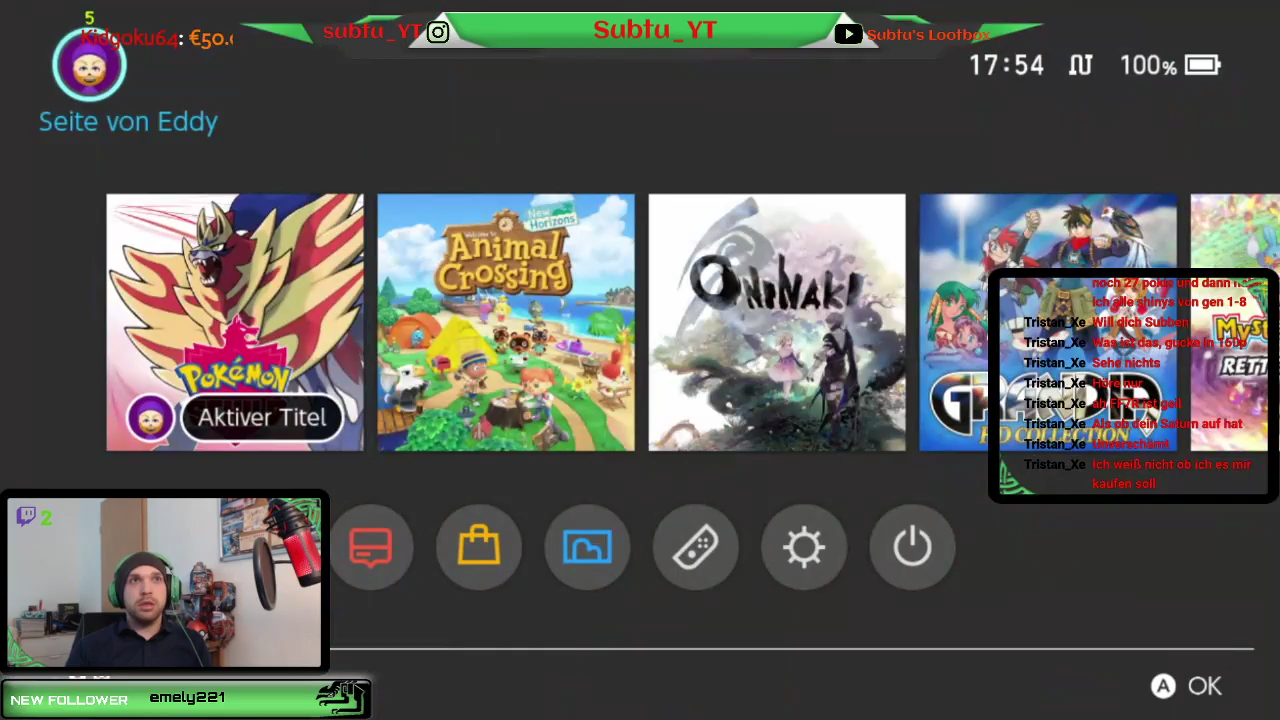 5
Kidgoku64: €50.
subtu_YT
Subtu_YT
Subtu's Lootbox
17:54
100%
Seite von Eddy
New Horizons
Welcome to
Animal Crossing
ONINAKI
POKÉMON
Aktiver Titel
HD COLLECTION
noch 27 pokis und dann
ich alle shinys von gen 1-8
Tristan_Xe Will dich Subben
Tristan_Xe Was ist das, gucke in 160p
Tristan_Xe Sehe nichts
Tristan_Xe Höre nur
Tristan_Xe ah FF7R ist geil
Tristan_Xe Als ob dein Saturn auf hat
Tristan_Xe Unverschämt
Tristan_Xe Ich weiß nicht ob ich es mir
kaufen soll
2
NEW FOLLOWER emely221
A OK